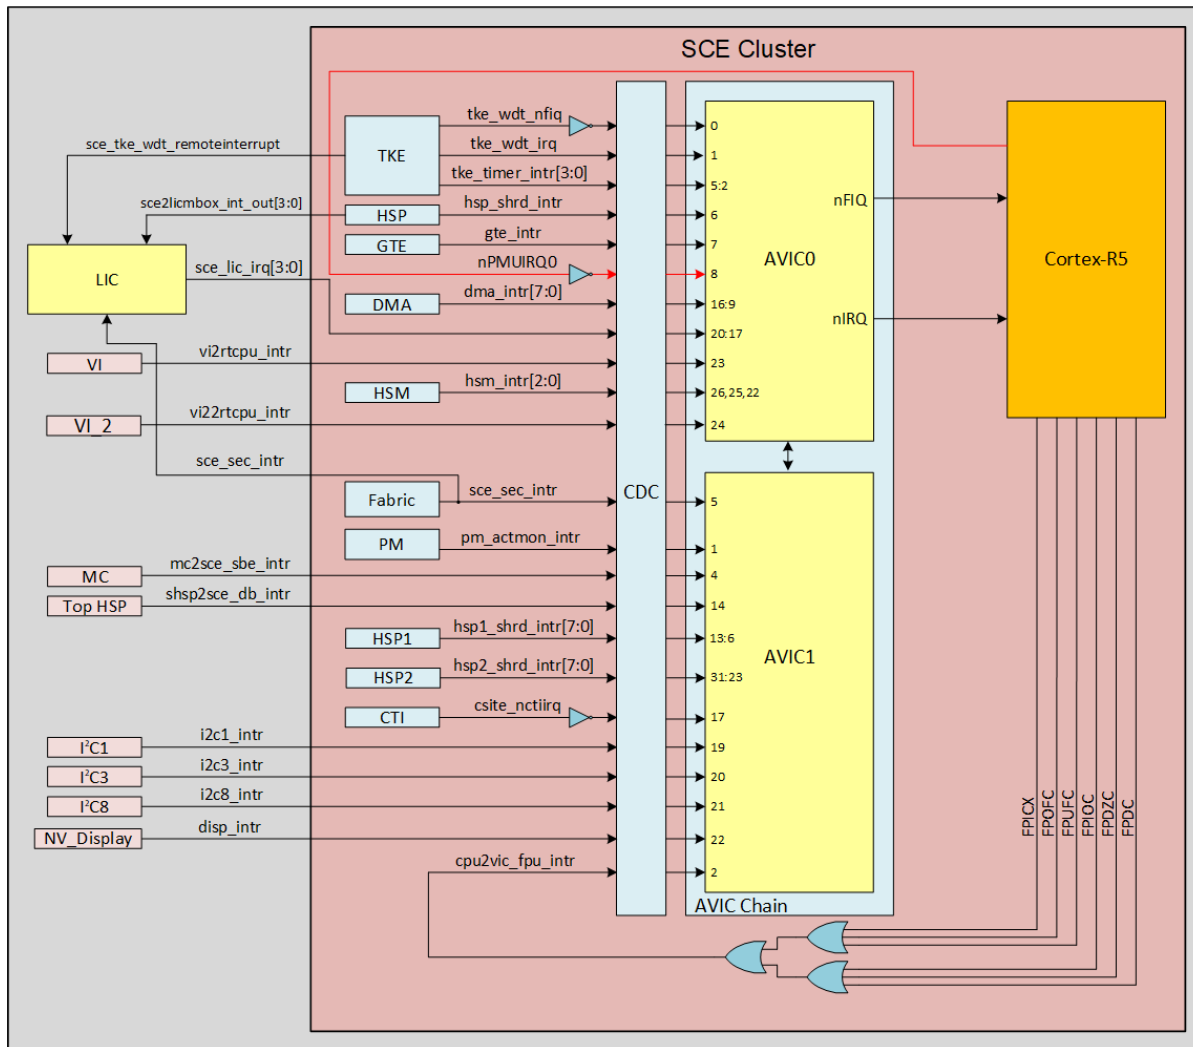 SCE Cluster
tke_wdt_nfiq
0
sce_tke_wdt_remoteinterrupt
TKE
tke_wdt_irq
1
tke_timer_intr[3:0]
5:2
nFIQ
sce2licmbox_int_out[3:0]
HSP
hsp_shrd_intr
6
GTE
gte_intr
7
AVIC0
Cortex-R5
LIC
sce_lic_irq[3:0]
nPMUIRQ0
8
DMA
dma_intr[7:0]
16:9
nIRQ
20:17
VI
vi2rtcpu_intr
23
HSM
hsm_intr[2:0]
26,25,22
VI_2
vi22rtcpu_intr
24
sce_sec_intr
Fabric
sce_sec_intr
CDC
5
PM
pm_actmon_intr
1
MC
mc2sce_sbe_intr
4
Top HSP
shsp2sce_db_intr
14
HSP1
hsp1_shrd_intr[7:0]
13:6
AVIC1
HSP2
hsp2_shrd_intr[7:0]
31:23
CTI
csite_nctiirq
17
I²C1
i2c1_intr
19
I²C3
i2c3_intr
20
I²C8
i2c8_intr
21
NV_Display
disp_intr
22
cpu2vic_fpu_intr
2
AVIC Chain
FPICX
FPOFC
FPUFC
FPIOC
FPDZC
FPDC